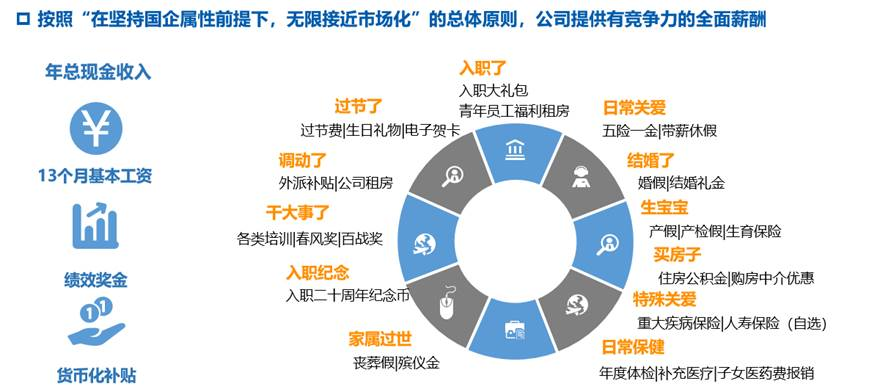 按照“在坚持国企属性前提下，无限接近市场化”的总体原则，公司提供有竞争力的全面薪酬
年总现金收入
¥
13个月基本工资
绩效奖金
1 1
货币化补贴
入职了
入职大礼包
青年员工福利租房
日常关爱
五险一金|带薪休假
结婚了
婚假|结婚礼金
生宝宝
产假|产检假|生育保险
买房子
住房公积金|购房中介优惠
特殊关爱
重大疾病保险|人寿保险（自选）
日常保健
年度体检|补充医疗|子女医药费报销
家属过世
丧葬假|殡仪金
入职纪念
入职二十周年纪念币
干大事了
各类培训|春风奖|百战奖
调动了
外派补贴|公司租房
过节了
过节费|生日礼物|电子贺卡